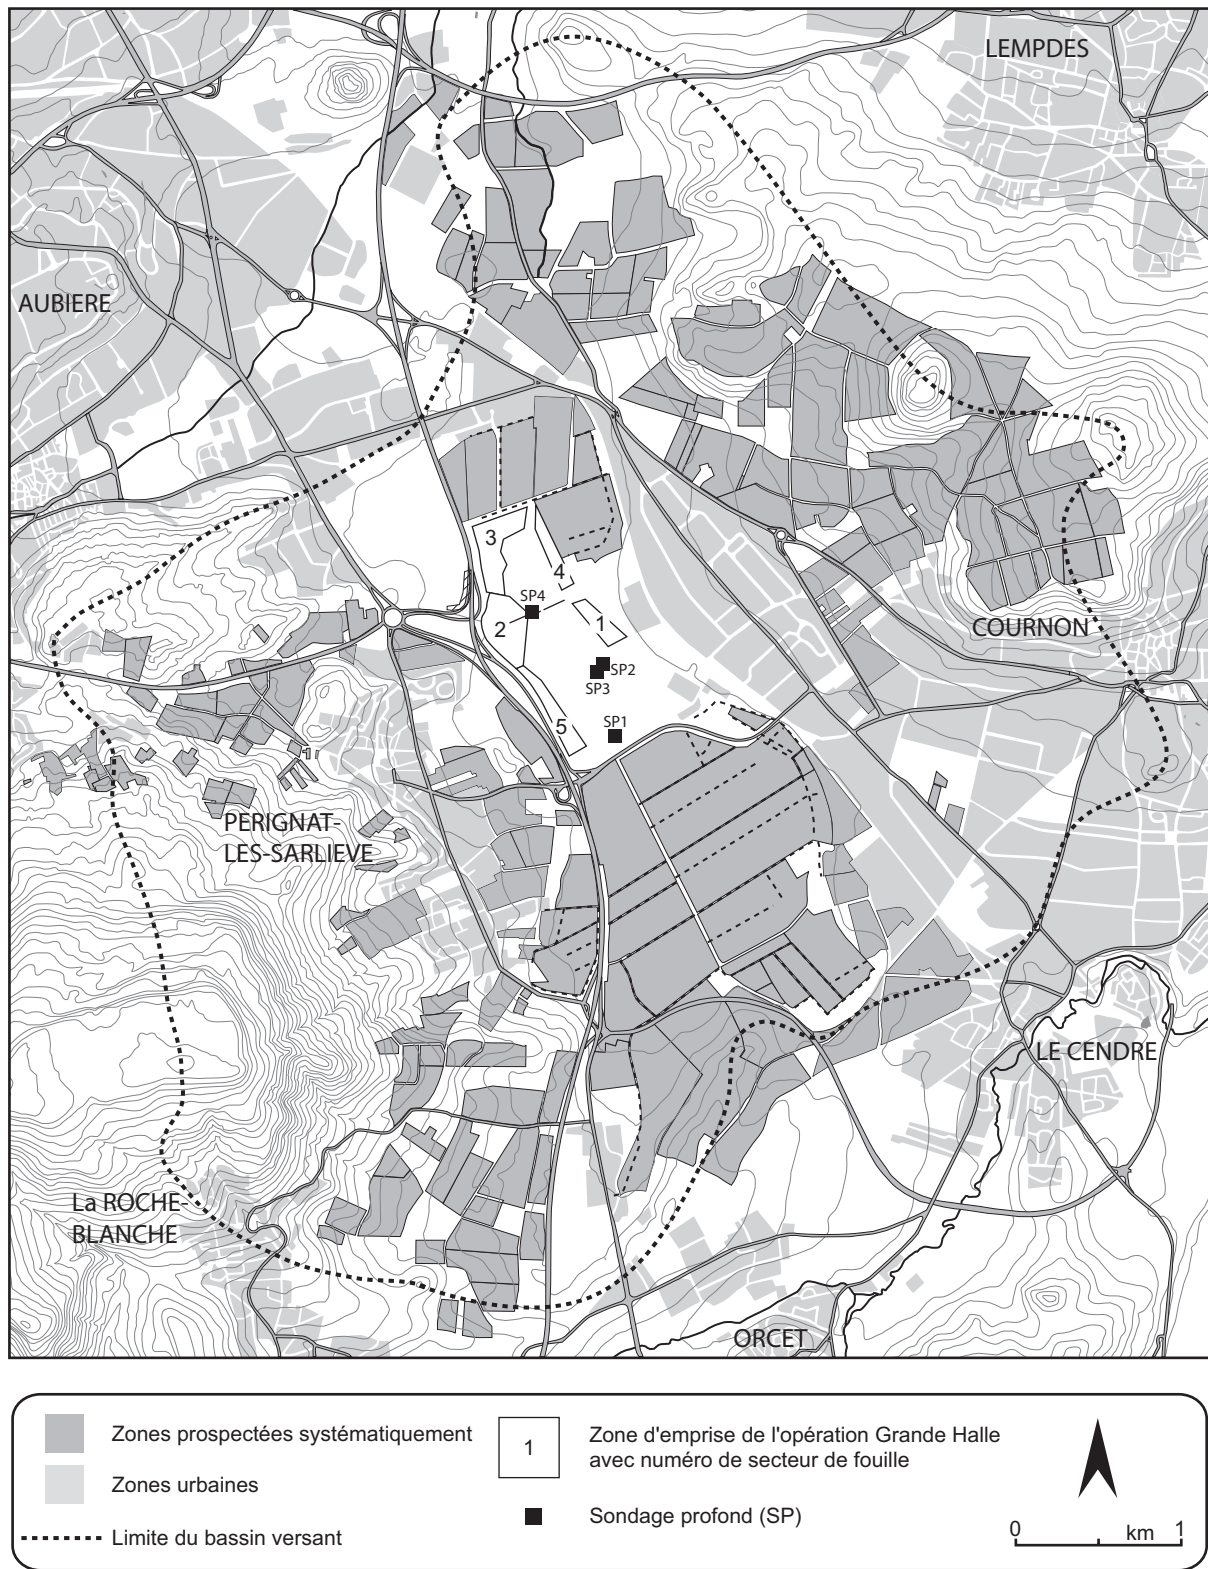 LEMPDES
AUBIERE
3
4
SP4
2
1
SP2
SP3
5
SP1
COURNON
PERIGNAT-
LES-SARLIEVE
LE CENDRE
La ROCHE-
BLANCHE
ORCET
Zones prospectées systématiquement
Zones urbaines
Limite du bassin versant
1
Zone d'emprise de l'opération Grande Halle
avec numéro de secteur de fouille
Sondage profond (SP)
0 km 1